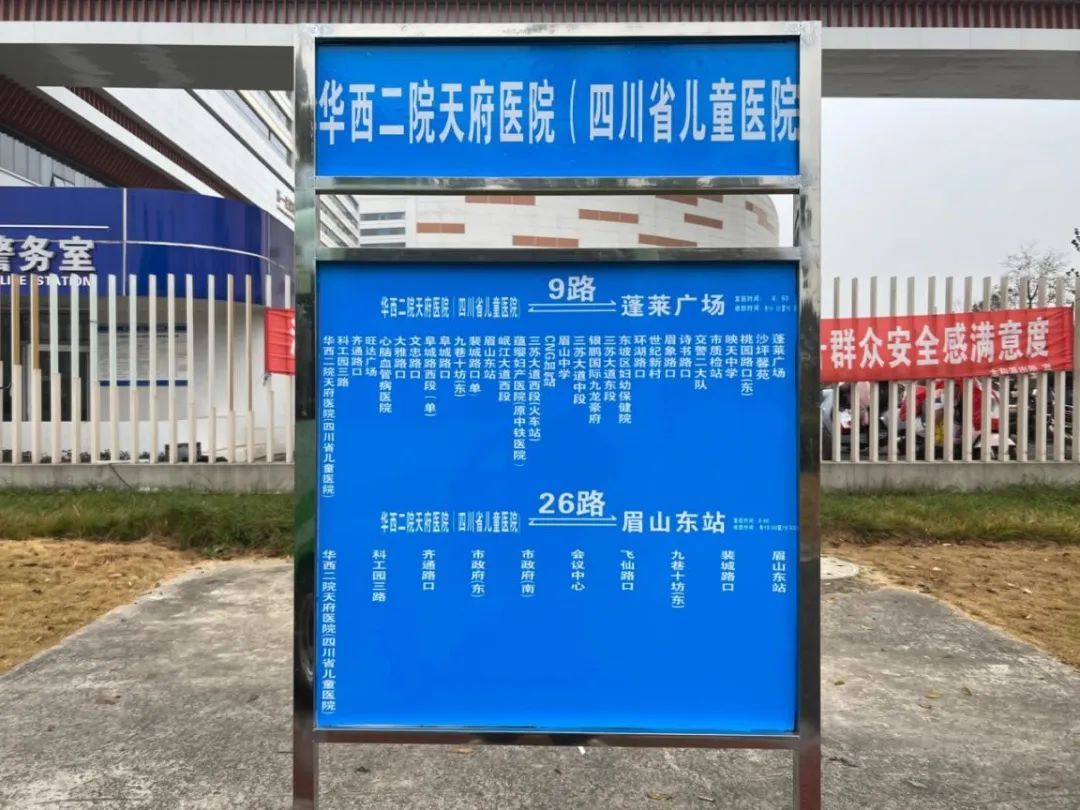 华西二院天府医院（四川省儿童医院
警务室
9路
华西二院天府医院（四川省儿童医院） 蓬莱广场
华西二院天府医院(四川省儿童医院)
科工园三路
齐通路口
旺达广场
心脑血管病医院
大雅路口
文忠路口
阜城路西段（单）
阜城路口
九巷十坊(东)
裴城路口单
眉山东站
岷江大道西段
蕴缨妇产医院(原中铁医院)
三苏大道西段(火车站)
CNG加气站
眉山中学
三苏大道中段
银鹏国际九龙豪府
三苏大道东段
东坡区妇幼保健院
环湖路口
世纪新村
眉象路口
诗书路口
交警二大队
市质检站
映天中学
桃园路口(东)
沙坪馨苑
蓬莱广场
26路
华西二院天府医院（四川省儿童医院） 眉山东站
华西二院天府医院(四川省儿童医院)
科工园三路
齐通路口
市政府(东)
市政府(南)
会议中心
飞仙路口
九巷十坊(东)
裴城路口
眉山东站
群众安全感满意度